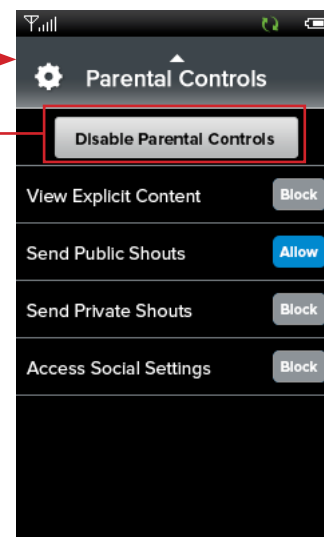 Parental Controls
Disable Parental Controls
View Explicit Content Block
Send Public Shouts Allow
Send Private Shouts Block
Access Social Settings Block